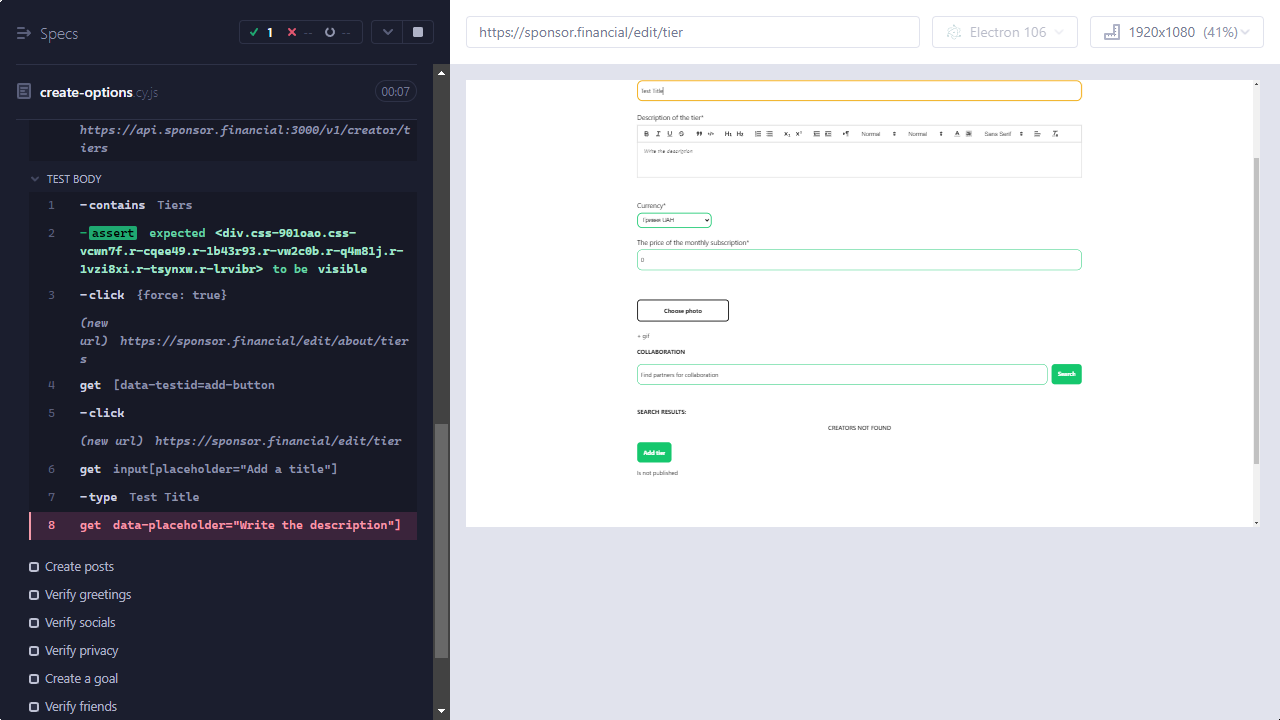 Specs
1 -- --
create-options.cy.js 00:07
https://api.sponsor.financial:3000/v1/creator/t
iers
TEST BODY
1 -contains Tiers
2 -assert expected <div.css-901oao.css-
vcwn7f.r-cqee49.r-1b43r93.r-vw2c0b.r-q4m81j.r-
1vzi8xi.r-tsynxw.r-lrvibr> to be visible
3 -click {force: true}
(new
url) https://sponsor.financial/edit/about/tier
s
4 get [data-testid=add-button
5 -click
(new url) https://sponsor.financial/edit/tier
6 get input[placeholder="Add a title"]
7 -type Test Title
8 get data-placeholder="Write the description"]
Create posts
Verify greetings
Verify socials
Verify privacy
Create a goal
Verify friends
https://sponsor.financial/edit/tier
Electron 106
1920x1080 (41%)
Test Title
Description of the tier*
B I U S H1 H2 X₂ X² Normal Normal A Sans Serif
Write the description
Currency*
Гривня UAH
The price of the monthly subscription*
0
Choose photo
+ gif
COLLABORATION
Find partners for collaboration
Search
SEARCH RESULTS:
CREATORS NOT FOUND
Add tier
Is not published